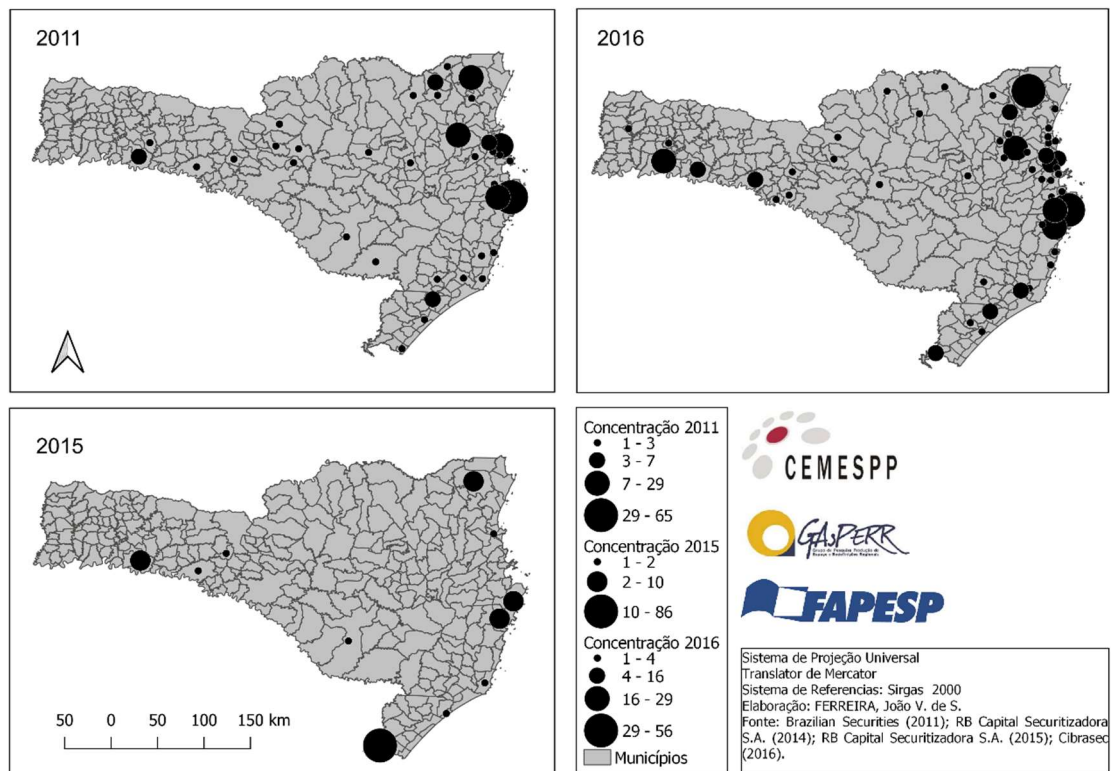 2011
2016
2015
50 0 50 100 150 km
Concentração 2011
1 - 3
3 - 7
7 - 29
29 - 65
Concentração 2015
1 - 2
2 - 10
10 - 86
Concentração 2016
1 - 4
4 - 16
16 - 29
29 - 56
Municípios
CEMESPP
GAsPERR
FAPESP
Sistema de Projeção Universal
Translator de Mercator
Sistema de Referencias: Sirgas 2000
Elaboração: FERREIRA, João V. de S.
Fonte: Brazilian Securities (2011); RB Capital Securitizadora
S.A. (2014); RB Capital Securitizadora S.A. (2015); Cibrasec
(2016).